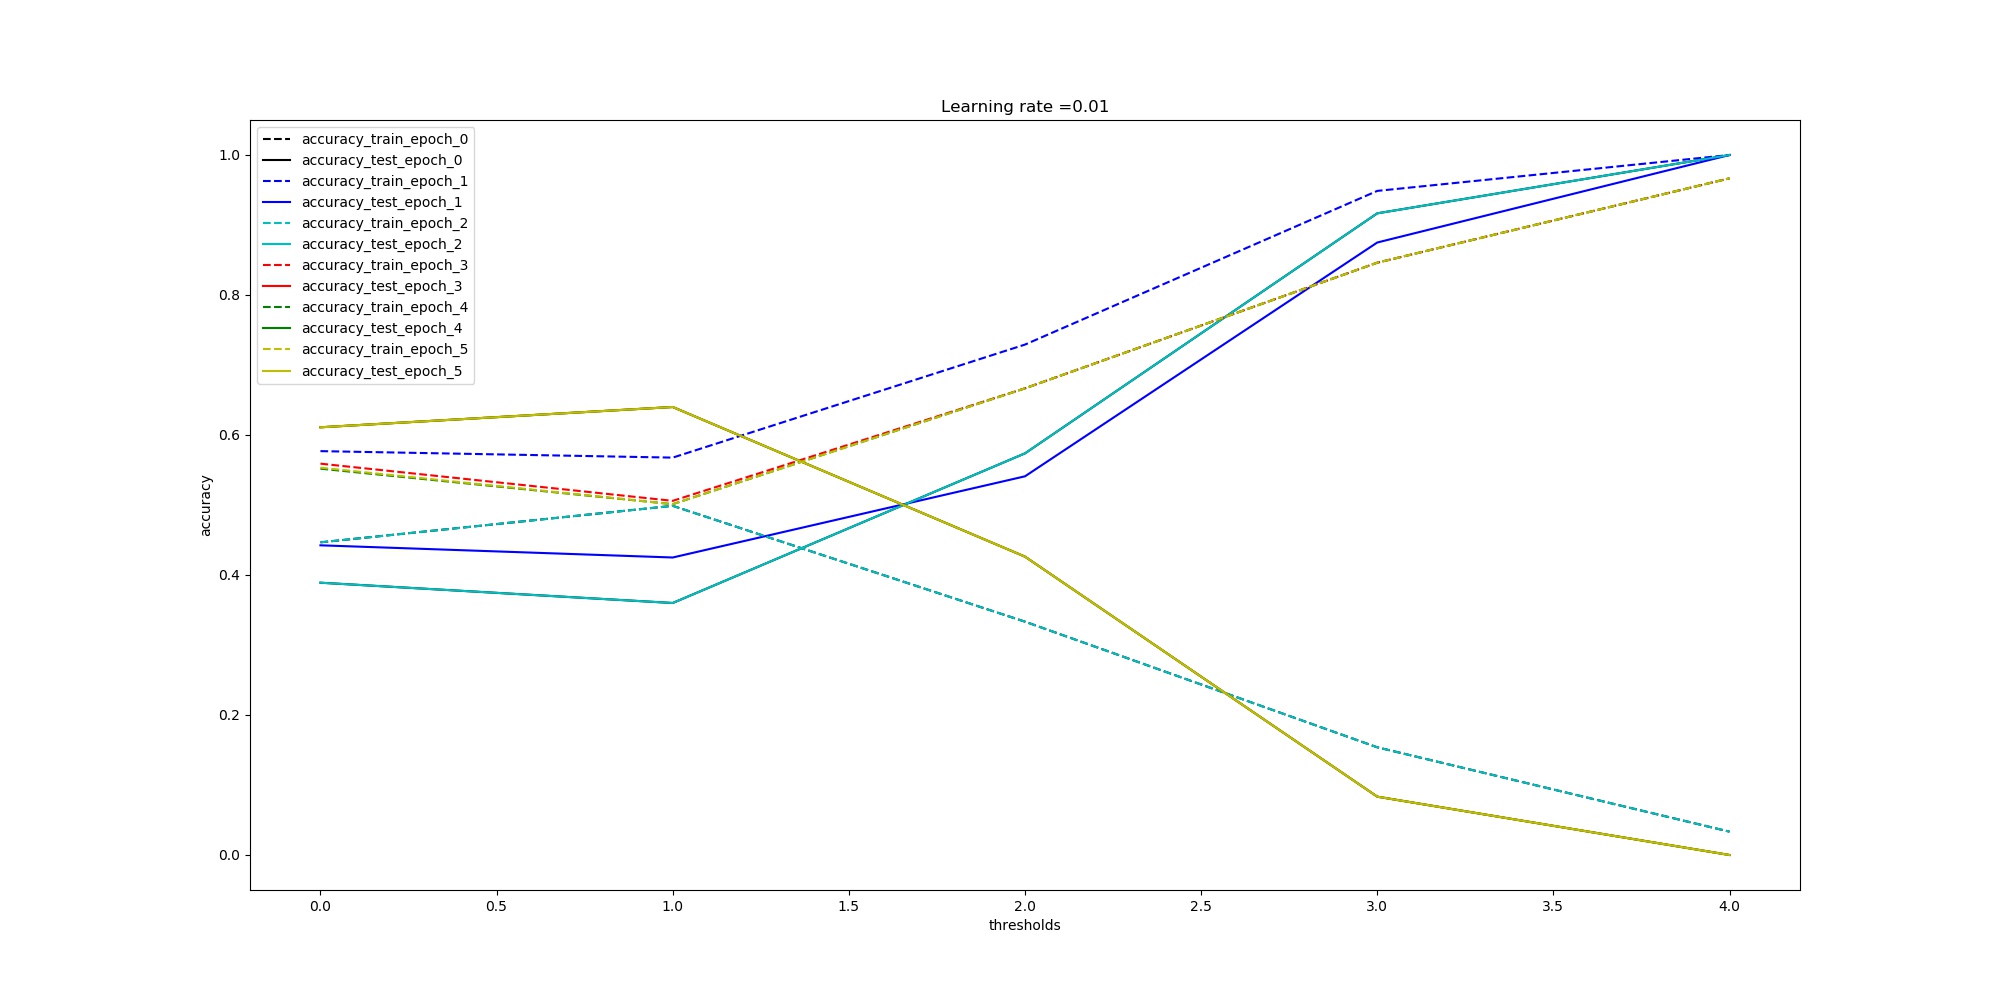 Learning rate =0.01
accuracy_train_epoch_0
accuracy_test_epoch_0
accuracy_train_epoch_1
accuracy_test_epoch_1
accuracy_train_epoch_2
accuracy_test_epoch_2
accuracy_train_epoch_3
accuracy_test_epoch_3
accuracy_train_epoch_4
accuracy_test_epoch_4
accuracy_train_epoch_5
accuracy_test_epoch_5
1.0
0.8
0.6
0.4
0.2
0.0
accuracy
0.0 0.5 1.0 1.5 2.0 2.5 3.0 3.5 4.0
thresholds